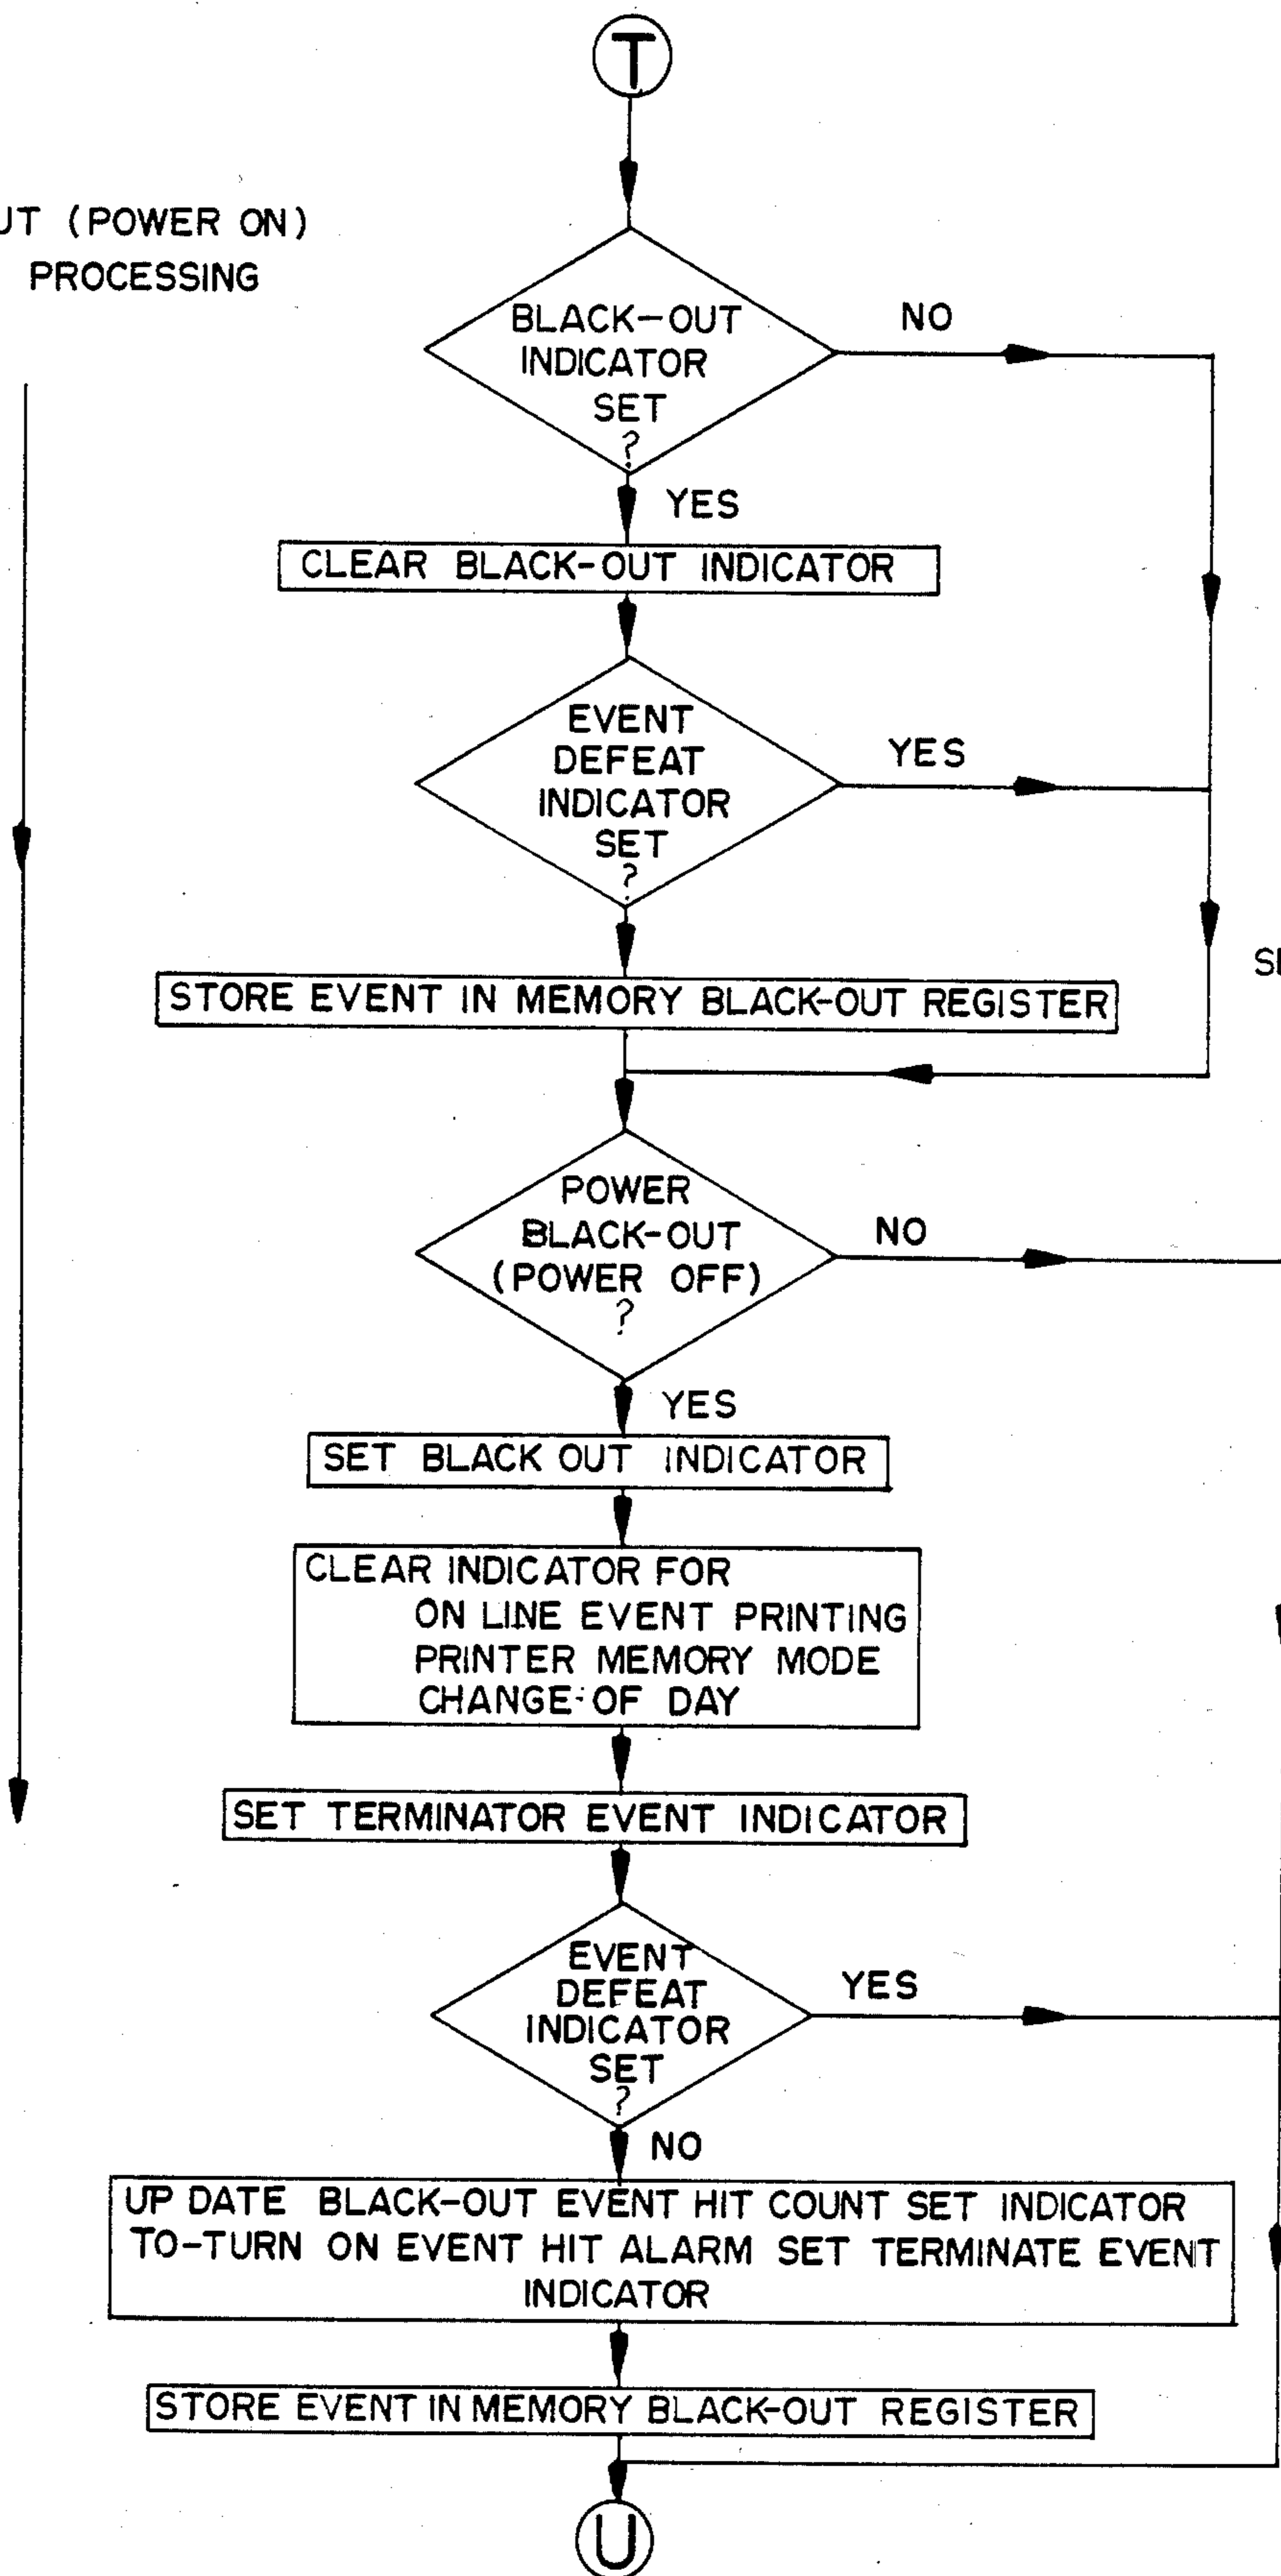 T
UT (POWER ON)
PROCESSING
BLACK-OUT
INDICATOR
SET
?
NO
YES
CLEAR BLACK-OUT INDICATOR
EVENT
DEFEAT
INDICATOR
SET
?
YES
STORE EVENT IN MEMORY BLACK-OUT REGISTER
POWER
BLACK-OUT
(POWER OFF)
?
NO
YES
SET BLACK OUT INDICATOR
CLEAR INDICATOR FOR
ON LINE EVENT PRINTING
PRINTER MEMORY MODE
CHANGE OF DAY
SET TERMINATOR EVENT INDICATOR
EVENT
DEFEAT
INDICATOR
SET
?
YES
NO
UP DATE BLACK-OUT EVENT HIT COUNT SET INDICATOR
TO-TURN ON EVENT HIT ALARM SET TERMINATE EVENT
INDICATOR
STORE EVENT IN MEMORY BLACK-OUT REGISTER
U